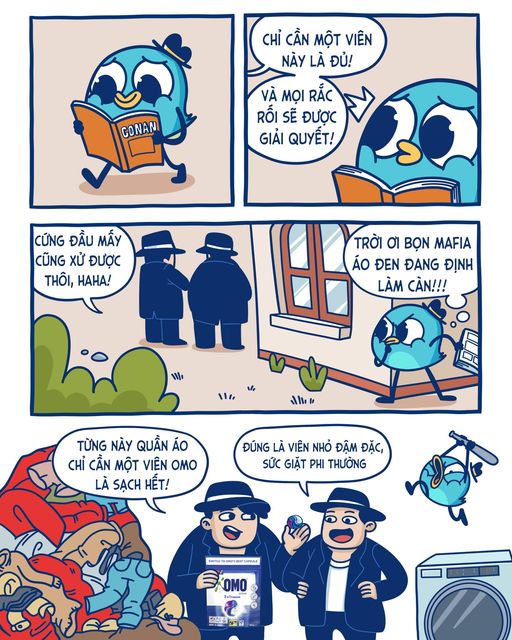 CONAN
CHỈ CẦN MỘT VIÊN
NÀY LÀ ĐỦ!
VÀ MỌI RẮC
RỐI SẼ ĐƯỢC
GIẢI QUYẾT!
CỨNG ĐẦU MẤY
CŨNG XỬ ĐƯỢC
THÔI, HAHA!
TRỜI ƠI BỌN MAFIA
ÁO ĐEN ĐANG ĐỊNH
LÀM CÀN!!!
TỪNG NÀY QUẦN ÁO
CHỈ CẦN MỘT VIÊN OMO
LÀ SẠCH HẾT!
ĐÚNG LÀ VIÊN NHỎ ĐẬM ĐẶC,
SỨC GIẶT PHI THƯỜNG
OMO